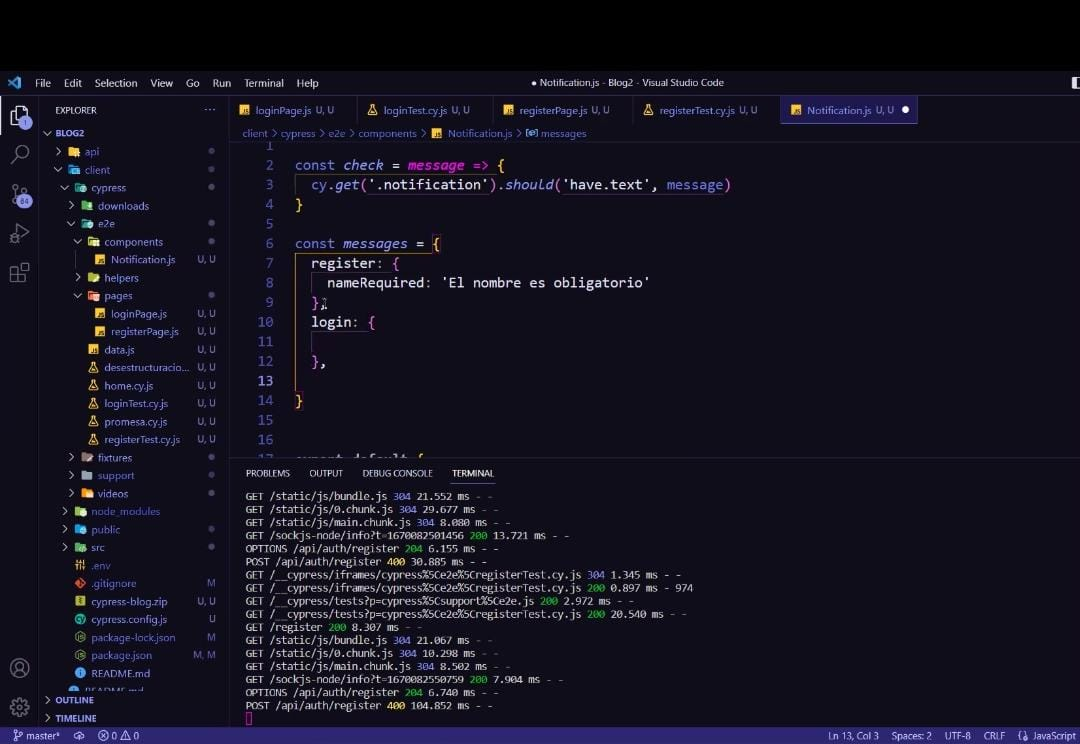 File Edit Selection View Go Run Terminal Help
● Notification.js - Blog2 - Visual Studio Code
EXPLORER ···
BLOG2
api
client
cypress
downloads
e2e
components
Notification.js U, U
helpers
pages
loginPage.js U, U
registerPage.js U, U
data.js U, U
desestructuracio... U, U
home.cy.js U, U
loginTest.cy.js U, U
promesa.cy.js U, U
registerTest.cy.js U, U
fixtures
support
videos
node_modules
public
src
.env
.gitignore M
cypress-blog.zip U, U
cypress.config.js U
package-lock.json M
package.json M, M
README.md
README.md
OUTLINE
TIMELINE
1
84
loginPage.js U, U
loginTest.cy.js U, U
registerPage.js U, U
registerTest.cy.js U, U
Notification.js U, U ●
client > cypress > e2e > components > Notification.js > messages
1
2 const check = message => {
3 cy.get('.notification').should('have.text', message)
4 }
5
6 const messages = {
7 register: {
8 nameRequired: 'El nombre es obligatorio'
9 },
10 login: {
11
12 },
13
14 }
15
16
17 export default {
PROBLEMS OUTPUT DEBUG CONSOLE TERMINAL
GET /static/js/bundle.js 304 21.552 ms - -
GET /static/js/0.chunk.js 304 29.677 ms - -
GET /static/js/main.chunk.js 304 8.080 ms - -
GET /sockjs-node/info?t=1670082501456 200 13.721 ms - -
OPTIONS /api/auth/register 204 6.155 ms - -
POST /api/auth/register 400 30.885 ms - -
GET /__cypress/iframes/cypress%5Ce2e%5CregisterTest.cy.js 304 1.345 ms - -
GET /__cypress/iframes/cypress%5Ce2e%5CregisterTest.cy.js 200 0.897 ms - 974
GET /__cypress/tests?p=cypress%5Csupport%5Ce2e.js 200 2.972 ms - -
GET /__cypress/tests?p=cypress%5Ce2e%5CregisterTest.cy.js 200 20.540 ms - -
GET /register 200 8.307 ms - -
GET /static/js/bundle.js 304 21.067 ms - -
GET /static/js/0.chunk.js 304 10.298 ms - -
GET /static/js/main.chunk.js 304 8.502 ms - -
GET /sockjs-node/info?t=1670082550759 200 7.904 ms - -
OPTIONS /api/auth/register 204 6.740 ms - -
POST /api/auth/register 400 104.852 ms - -
master* 0 0 Ln 13, Col 3 Spaces: 2 UTF-8 CRLF {} JavaScript